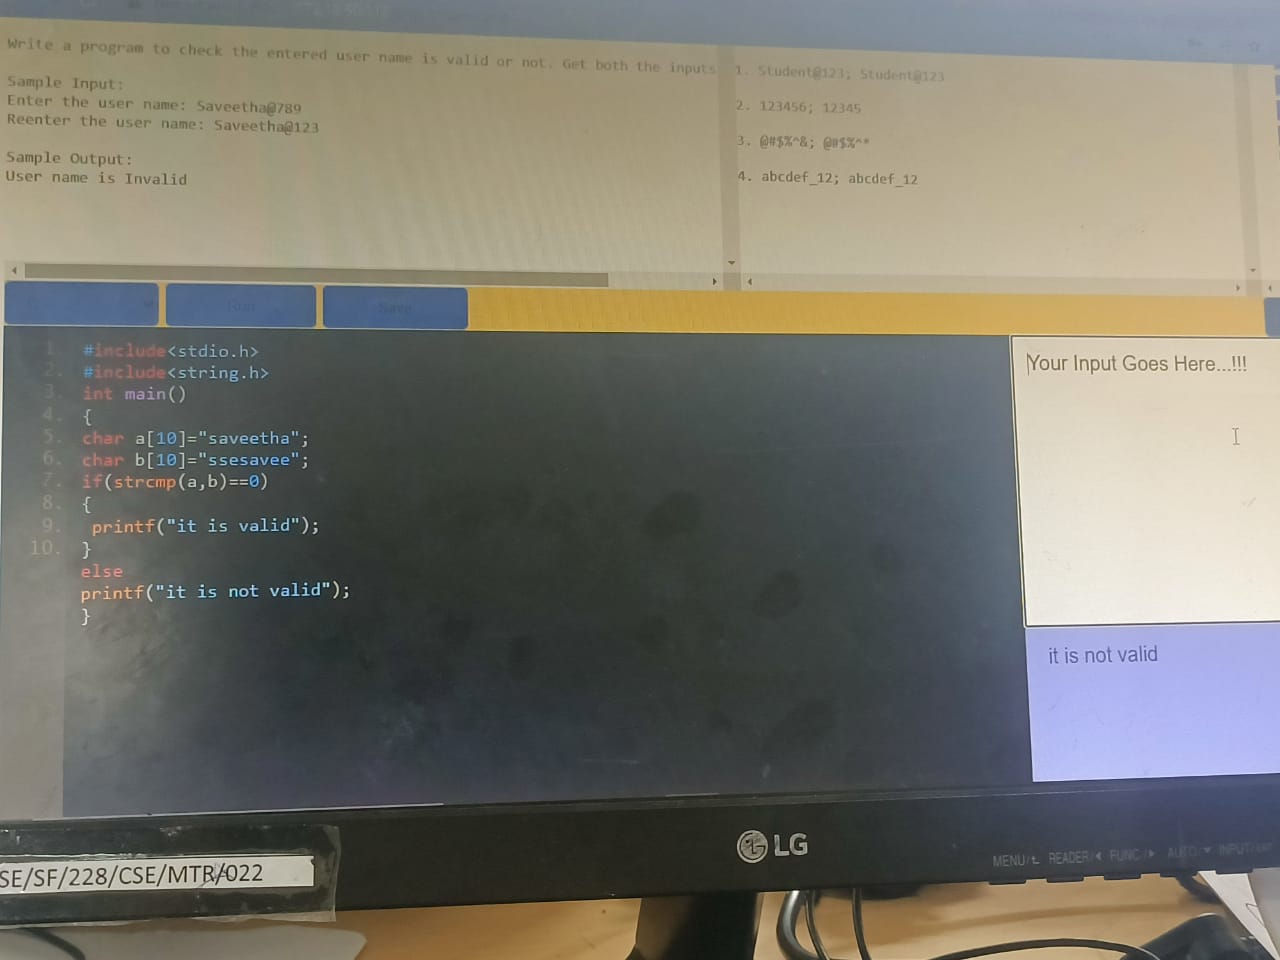 Write a program to check the entered user name is valid or not. Get both the inputs
Sample Input:
Enter the user name: Saveetha@789
Reenter the user name: Saveetha@123
Sample Output:
User name is Invalid
1. Student@123; Student@123
2. 123456; 12345
3. @#$%^&; @#$%^*
4. abcdef_12; abcdef_12
Run
Save
1. #include<stdio.h>
2. #include<string.h>
3. int main()
4. {
5. char a[10]="saveetha";
6. char b[10]="ssesavee";
7. if(strcmp(a,b)==0)
8. {
9. printf("it is valid");
10. }
else
printf("it is not valid");
}
Your Input Goes Here...!!!
it is not valid
LG
MENU/ READER/ FUNC/ AUTO/ INPUT/
SE/SF/228/CSE/MTR/022